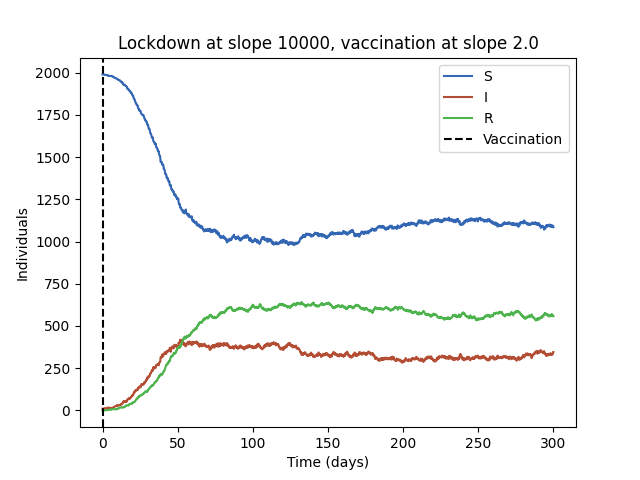 Lockdown at slope 10000, vaccination at slope 2.0
S
I
R
Vaccination
2000
1750
1500
1250
1000
750
500
250
0
Individuals
0 50 100 150 200 250 300
Time (days)